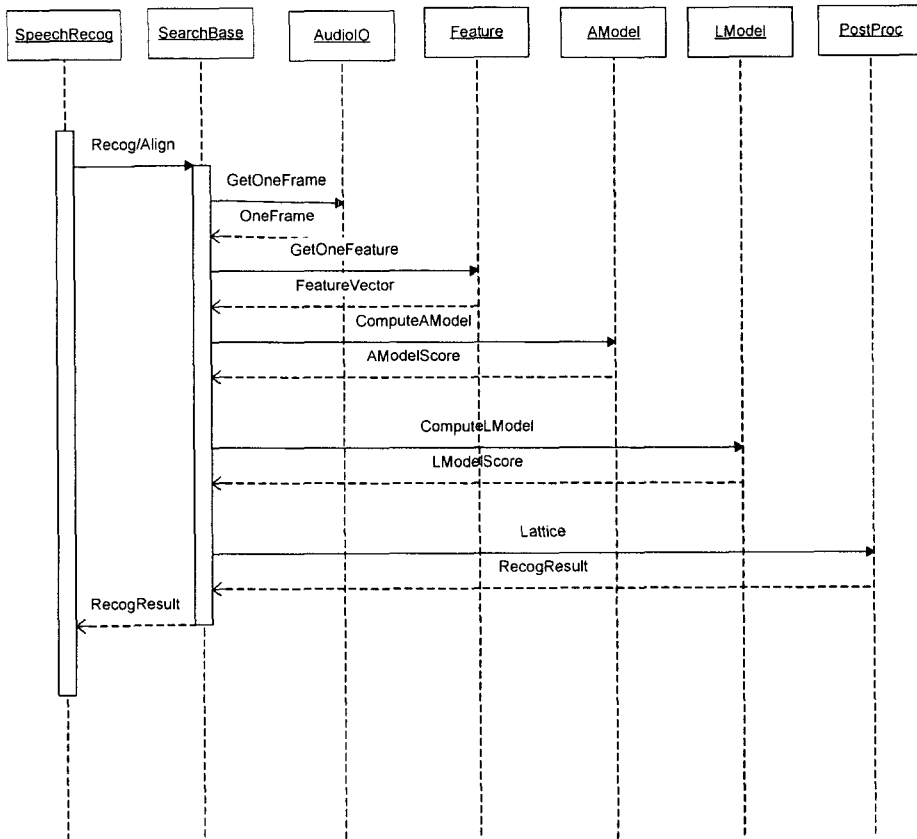 SpeechRecog SearchBase AudioIO Feature AModel LModel PostProc
Recog/Align
GetOneFrame
OneFrame
GetOneFeature
FeatureVector
ComputeAModel
AModelScore
ComputeLModel
LModelScore
Lattice
RecogResult
RecogResult